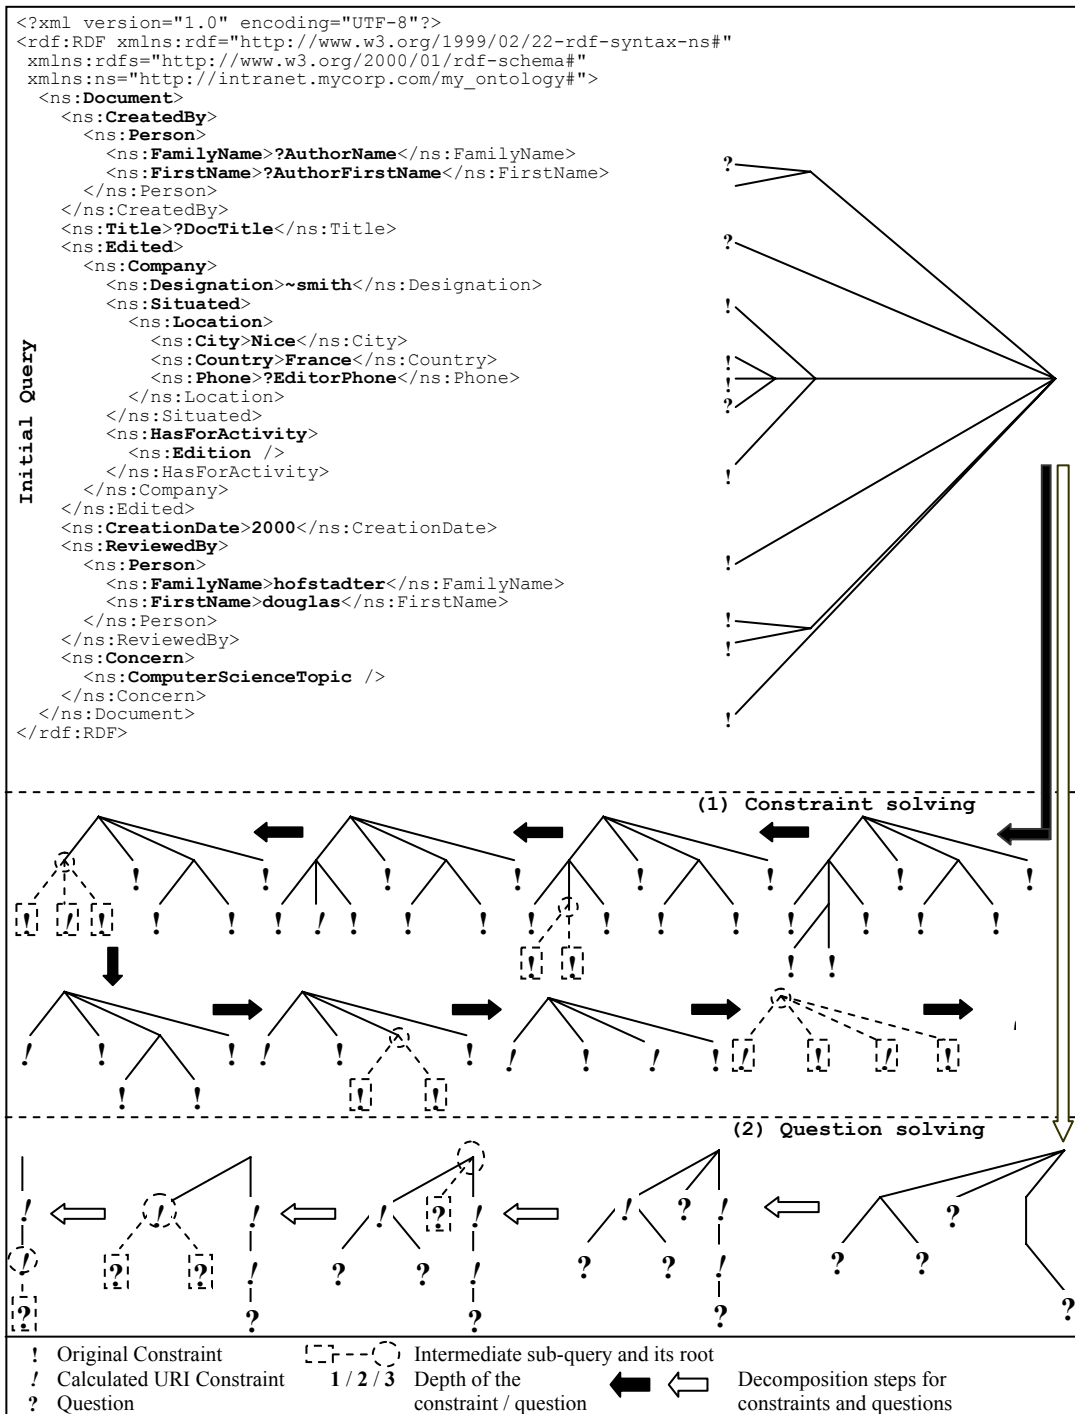 <?xml version="1.0" encoding="UTF-8"?>
<rdf:RDF xmlns:rdf="http://www.w3.org/1999/02/22-rdf-syntax-ns#"
xmlns:rdfs="http://www.w3.org/2000/01/rdf-schema#"
xmlns:ns="http://intranet.mycorp.com/my_ontology#">
<ns:Document>
<ns:CreatedBy>
<ns:Person>
<ns:FamilyName>?AuthorName</ns:FamilyName>
<ns:FirstName>?AuthorFirstName</ns:FirstName>
</ns:Person>
</ns:CreatedBy>
<ns:Title>?DocTitle</ns:Title>
<ns:Edited>
<ns:Company>
<ns:Designation>~smith</ns:Designation>
<ns:Situated>
<ns:Location>
<ns:City>Nice</ns:City>
<ns:Country>France</ns:Country>
<ns:Phone>?EditorPhone</ns:Phone>
</ns:Location>
</ns:Situated>
<ns:HasForActivity>
<ns:Edition />
</ns:HasForActivity>
</ns:Company>
</ns:Edited>
<ns:CreationDate>2000</ns:CreationDate>
<ns:ReviewedBy>
<ns:Person>
<ns:FamilyName>hofstadter</ns:FamilyName>
<ns:FirstName>douglas</ns:FirstName>
</ns:Person>
</ns:ReviewedBy>
<ns:Concern>
<ns:ComputerScienceTopic />
</ns:Concern>
</ns:Document>
</rdf:RDF>
Initial Query
?
?
!
!
!
?
!
!
!
!
!
(1) Constraint solving
! ! ! ! ! ! ! !
! ! ! ! ! ! ! ! ! ! ! ! ! ! ! ! ! !
! ! ! !
! ! ! ! ! ! ! ! ! ! ! ! ! !
! ! ! !
(2) Question solving
! ! ! ! ? ! ! ? ! ?
! ? ? ! ? ? ! ? ? ! ? ?
? ? ? ? ?
! Original Constraint
! Calculated URI Constraint
? Question
Intermediate sub-query and its root
1 / 2 / 3 Depth of the
constraint / question
Decomposition steps for
constraints and questions